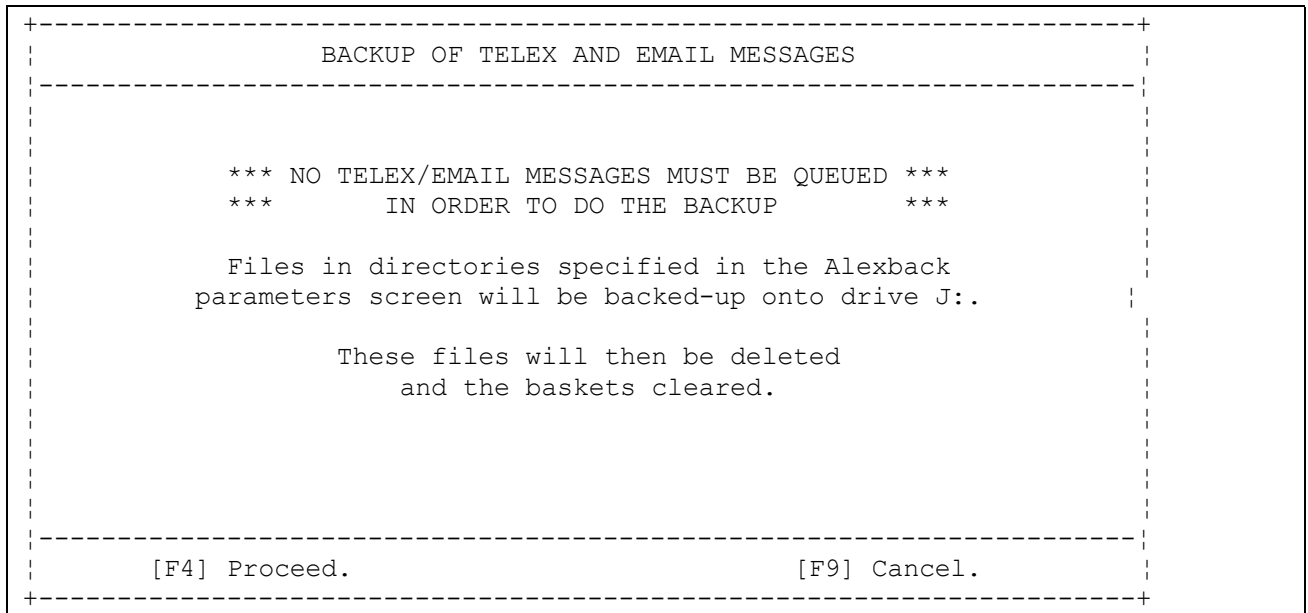 BACKUP OF TELEX AND EMAIL MESSAGES
*** NO TELEX/EMAIL MESSAGES MUST BE QUEUED ***
*** IN ORDER TO DO THE BACKUP ***
Files in directories specified in the Alexback
parameters screen will be backed-up onto drive J:.
These files will then be deleted
and the baskets cleared.
[F4] Proceed. [F9] Cancel.